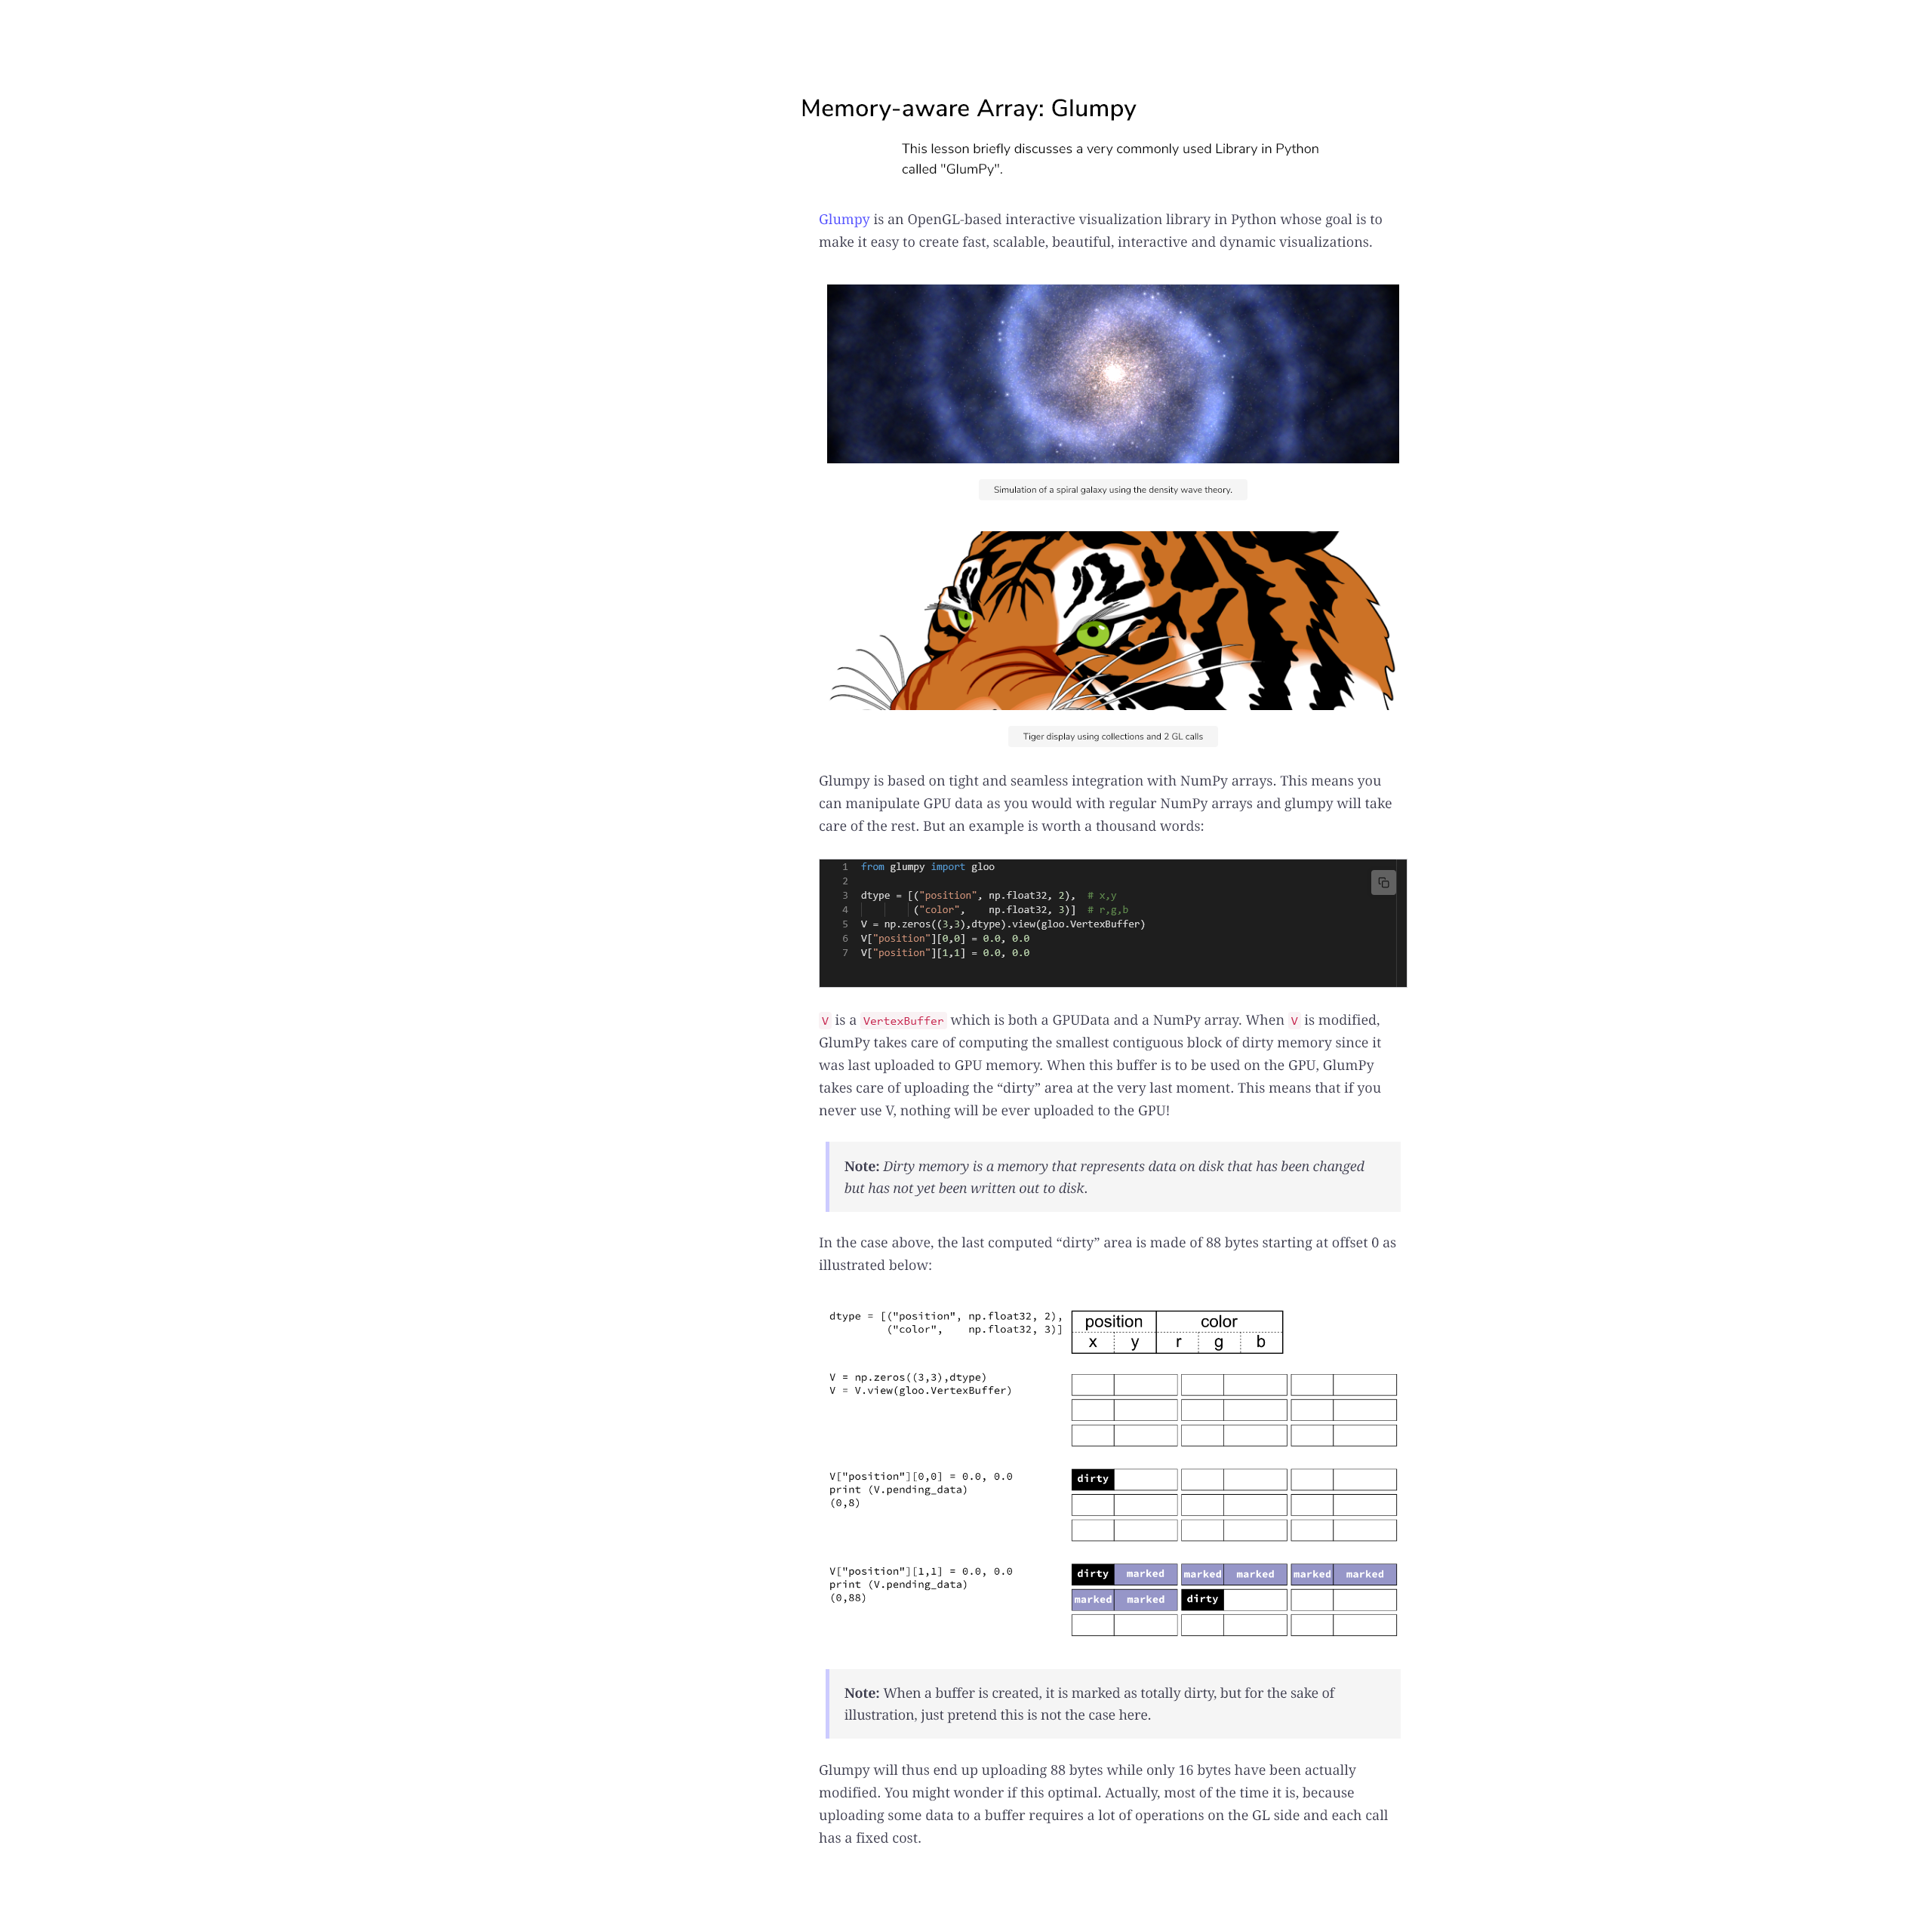 Memory-aware Array: Glumpy
This lesson briefly discusses a very commonly used Library in Python
called "GlumPy".
Glumpy is an OpenGL-based interactive visualization library in Python whose goal is to
make it easy to create fast, scalable, beautiful, interactive and dynamic visualizations.
Simulation of a spiral galaxy using the density wave theory.
Tiger display using collections and 2 GL calls
Glumpy is based on tight and seamless integration with NumPy arrays. This means you
can manipulate GPU data as you would with regular NumPy arrays and glumpy will take
care of the rest. But an example is worth a thousand words:
1 from glumpy import gloo
2
3 dtype = [("position", np.float32, 2),  # x,y
4         ("color",    np.float32, 3)]  # r,g,b
5 V = np.zeros((3,3),dtype).view(gloo.VertexBuffer)
6 V["position"][0,0] = 0.0, 0.0
7 V["position"][1,1] = 0.0, 0.0
V is a VertexBuffer which is both a GPUData and a NumPy array. When V is modified,
GlumPy takes care of computing the smallest contiguous block of dirty memory since it
was last uploaded to GPU memory. When this buffer is to be used on the GPU, GlumPy
takes care of uploading the “dirty” area at the very last moment. This means that if you
never use V, nothing will be ever uploaded to the GPU!
Note: Dirty memory is a memory that represents data on disk that has been changed
but has not yet been written out to disk.
In the case above, the last computed “dirty” area is made of 88 bytes starting at offset 0 as
illustrated below:
dtype = [("position", np.float32, 2),
("color",    np.float32, 3)]
position color
x y r g b
V = np.zeros((3,3),dtype)
V = V.view(gloo.VertexBuffer)
V["position"][0,0] = 0.0, 0.0
print (V.pending_data)
(0,8)
dirty
V["position"][1,1] = 0.0, 0.0
print (V.pending_data)
(0,88)
dirty marked marked marked marked marked
marked marked dirty
Note: When a buffer is created, it is marked as totally dirty, but for the sake of
illustration, just pretend this is not the case here.
Glumpy will thus end up uploading 88 bytes while only 16 bytes have been actually
modified. You might wonder if this optimal. Actually, most of the time it is, because
uploading some data to a buffer requires a lot of operations on the GL side and each call
has a fixed cost.